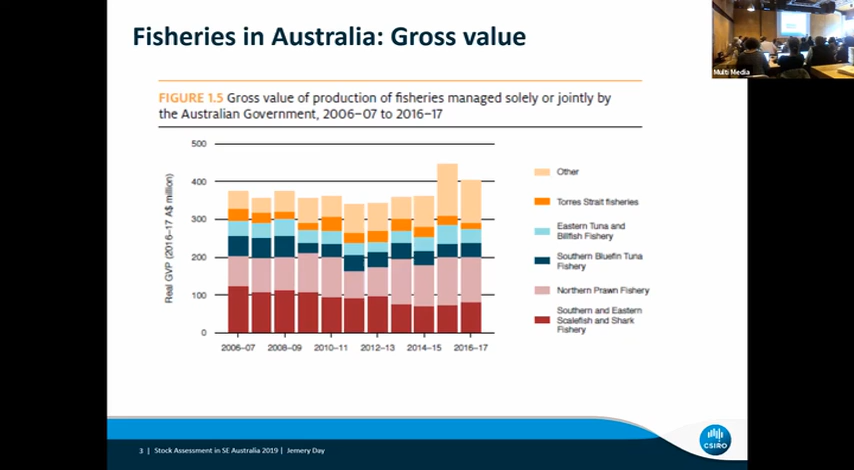 Fisheries in Australia: Gross value
Multi Media
FIGURE 1.5 Gross value of production of fisheries managed solely or jointly by
the Australian Government, 2006–07 to 2016–17
Real GVP (2016–17 A$ million)
500
400
300
200
100
0
2006–07
2008–09
2010–11
2012–13
2014–15
2016–17
Other
Torres Strait fisheries
Eastern Tuna and
Billfish Fishery
Southern Bluefin Tuna
Fishery
Northern Prawn Fishery
Southern and Eastern
Scalefish and Shark
Fishery
3 | Stock Assessment in SE Australia 2019 | Jemery Day
CSIRO